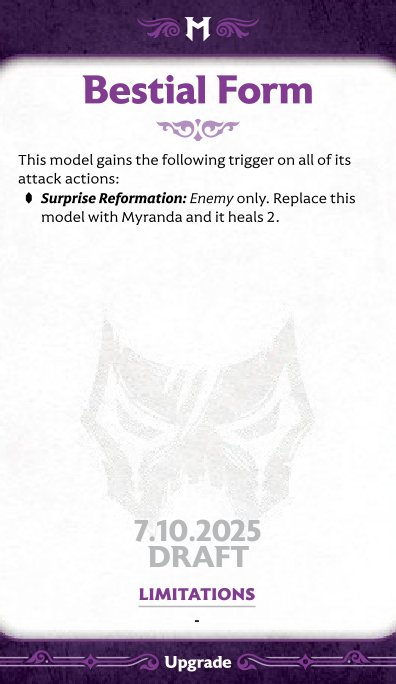 M
Bestial Form
This model gains the following trigger on all of its
attack actions:
Surprise Reformation: Enemy only. Replace this
model with Myranda and it heals 2.
7.10.2025
DRAFT
LIMITATIONS
-
Upgrade